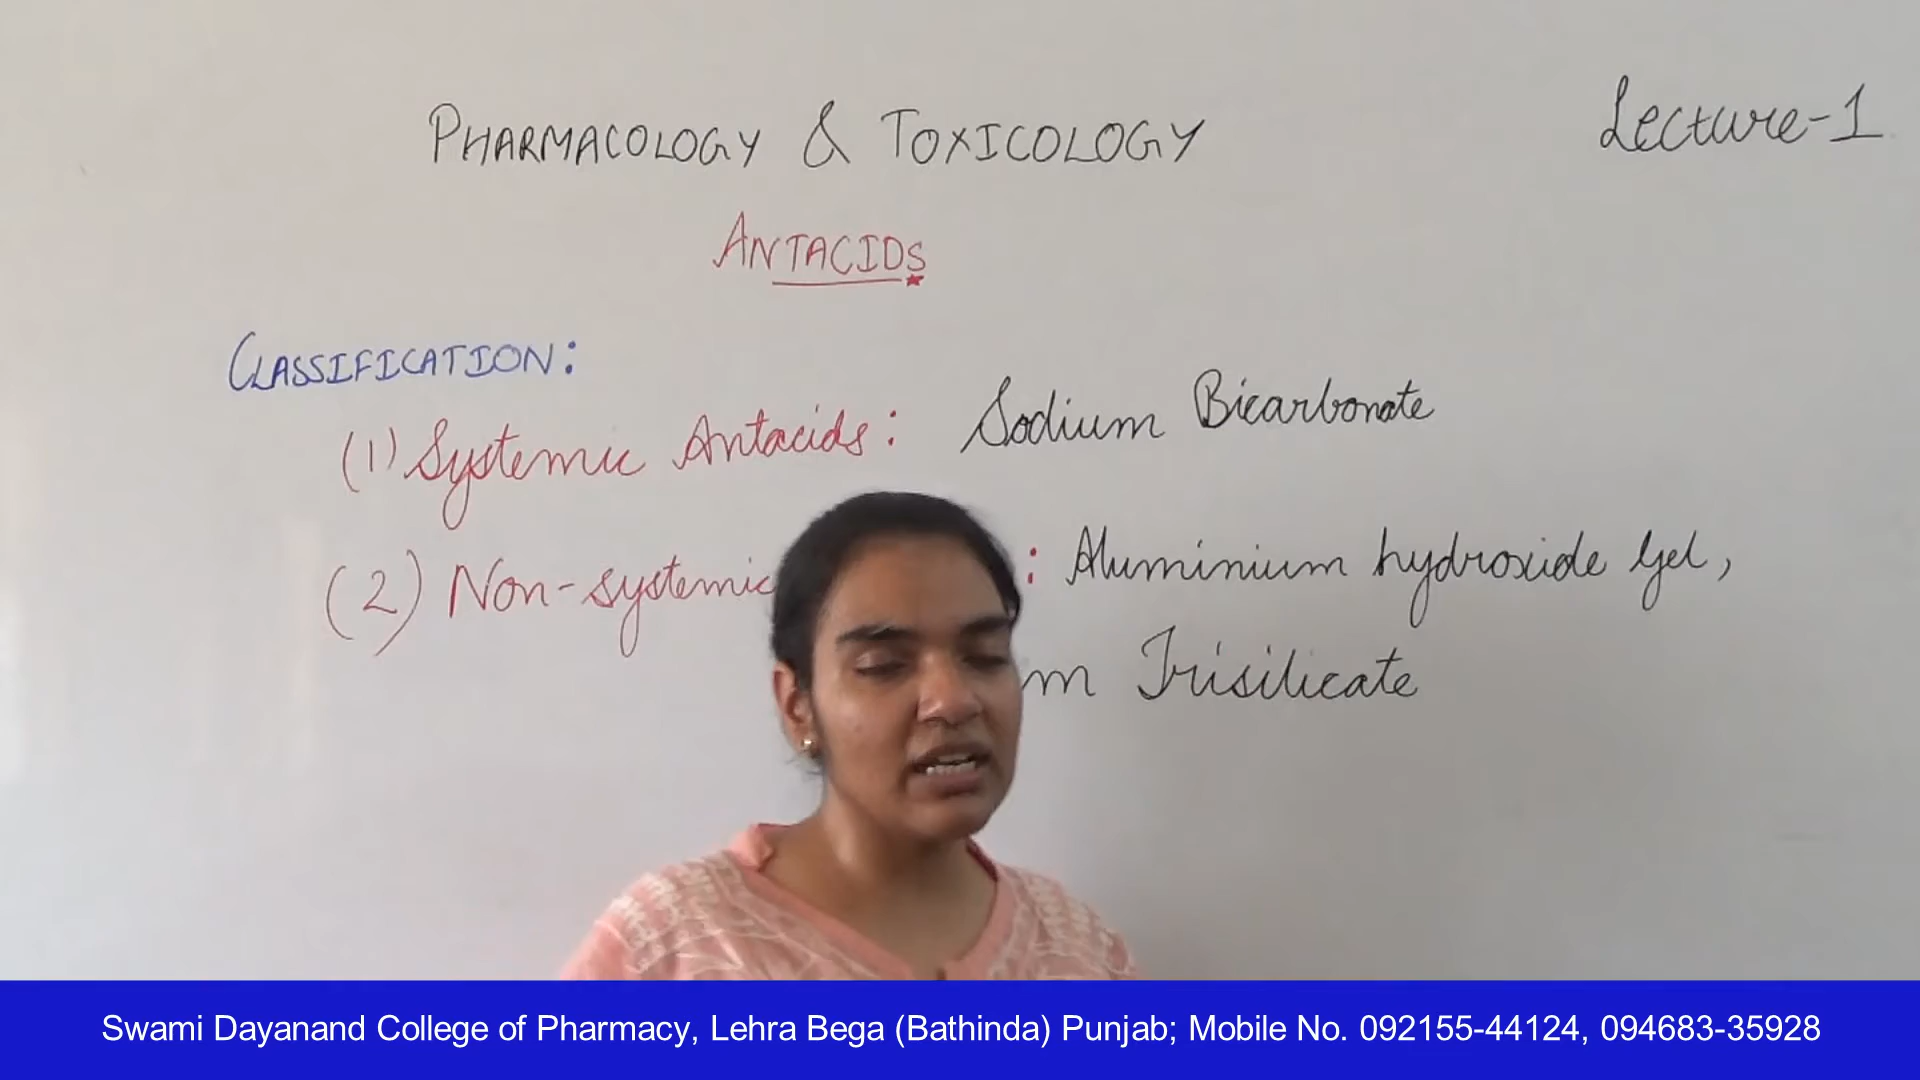 PHARMACOLOGY & TOXICOLOGY
Lecture-1
ANTACIDS
CLASSIFICATION:
(1) Systemic Antacids: Sodium Bicarbonate
(2) Non-systemic : Aluminium hydroxide Gel,
Trisilicate
Swami Dayanand College of Pharmacy, Lehra Bega (Bathinda) Punjab; Mobile No. 092155-44124, 094683-35928